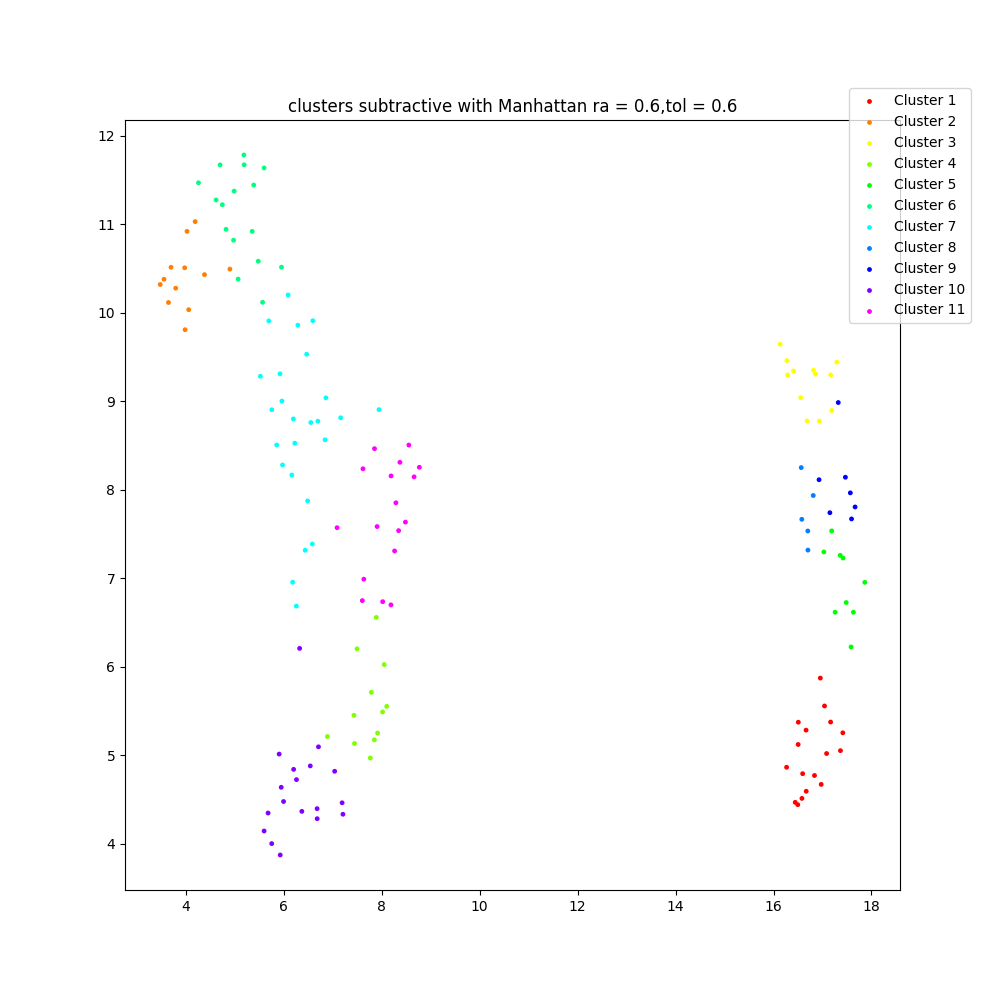 clusters subtractive with Manhattan ra = 0.6,tol = 0.6
Cluster 1
Cluster 2
Cluster 3
Cluster 4
Cluster 5
Cluster 6
Cluster 7
Cluster 8
Cluster 9
Cluster 10
Cluster 11
12
11
10
9
8
7
6
5
4
4 6 8 10 12 14 16 18